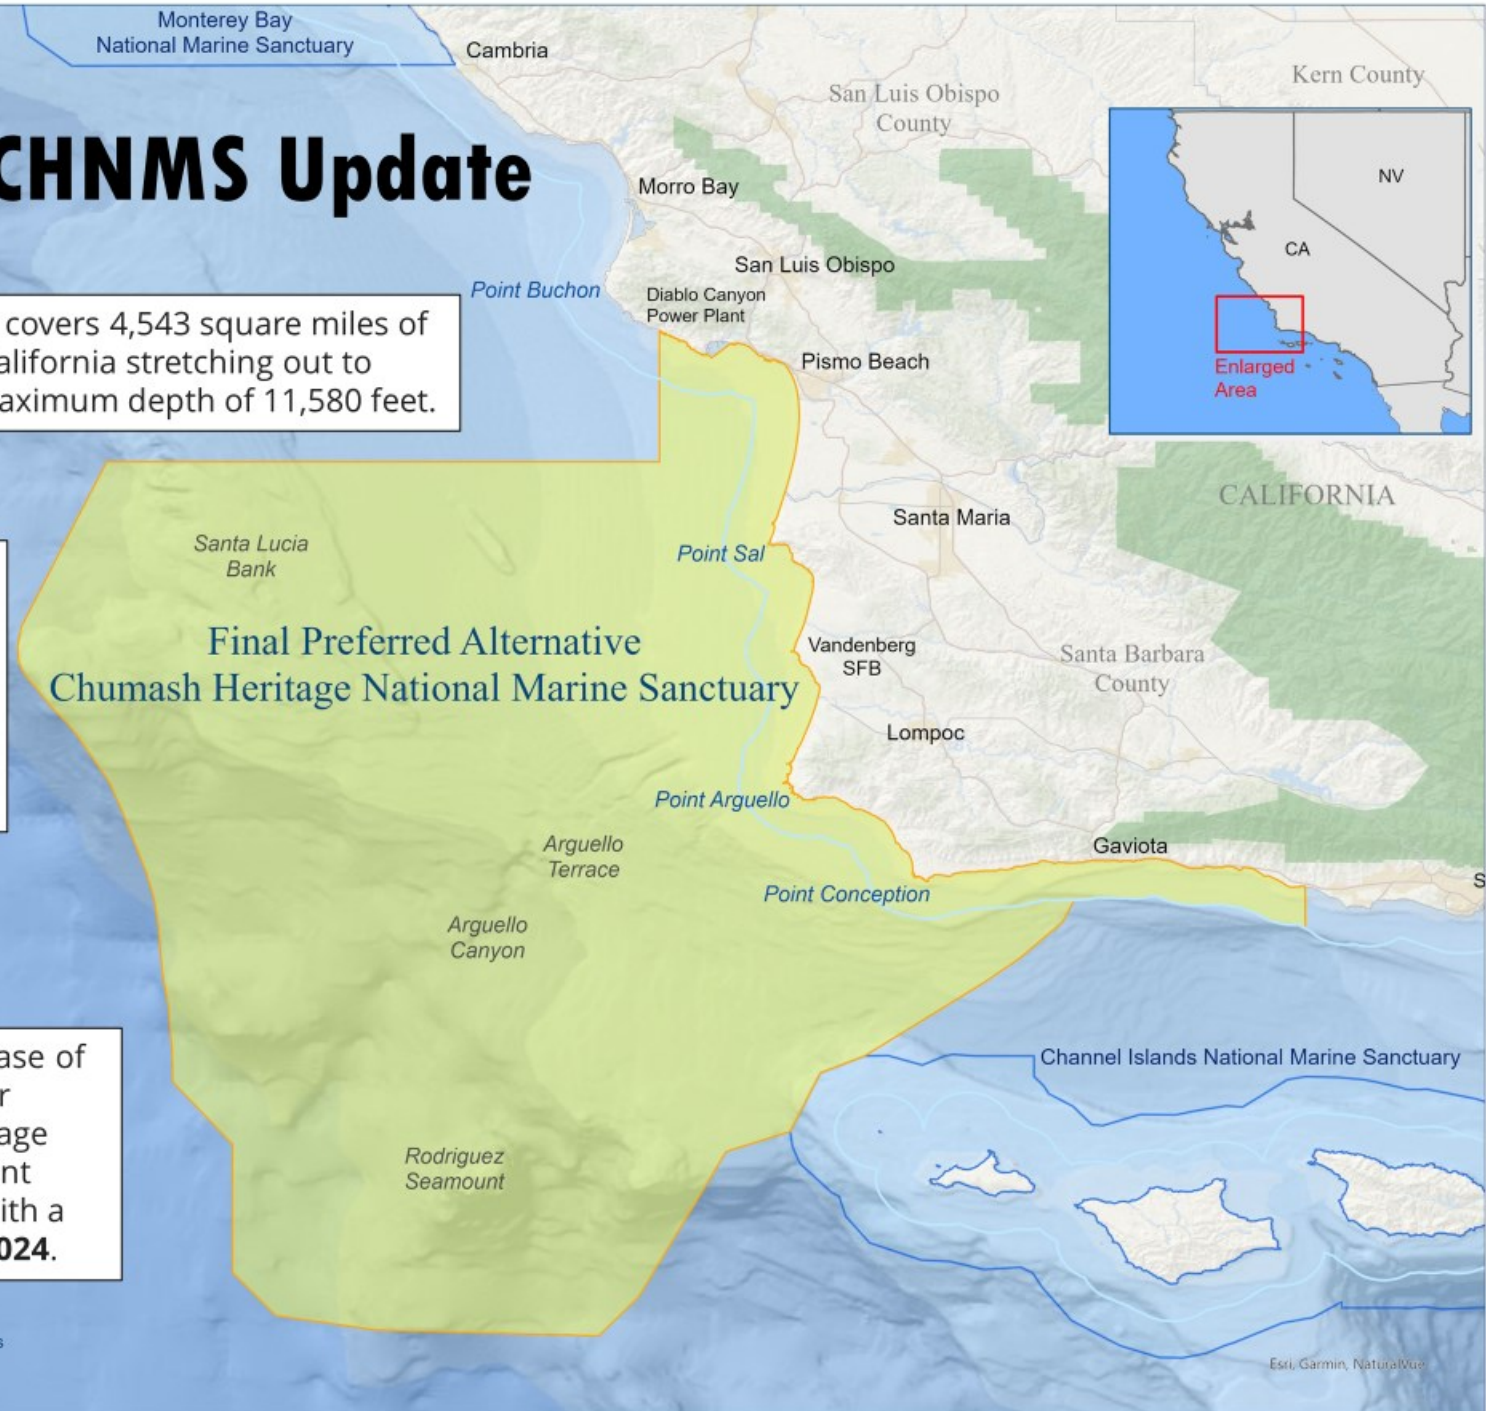 Monterey Bay
National Marine Sanctuary
Cambria
San Luis Obispo
County
Kern County
CHNMS Update
NV
CA
Enlarged
Area
Morro Bay
San Luis Obispo
Point Buchon
Diablo Canyon
Power Plant
covers 4,543 square miles of
alifornia stretching out to
aximum depth of 11,580 feet.
Pismo Beach
CALIFORNIA
Santa Maria
Santa Lucia
Bank
Point Sal
Final Preferred Alternative
Chumash Heritage National Marine Sanctuary
Vandenberg
SFB
Santa Barbara
County
Lompoc
Point Arguello
Arguello
Terrace
Gaviota
S
Point Conception
Arguello
Canyon
ase of
r
age
nt
ith a
024.
Channel Islands National Marine Sanctuary
Rodriguez
Seamount
s
Esri, Garmin, NaturalVue